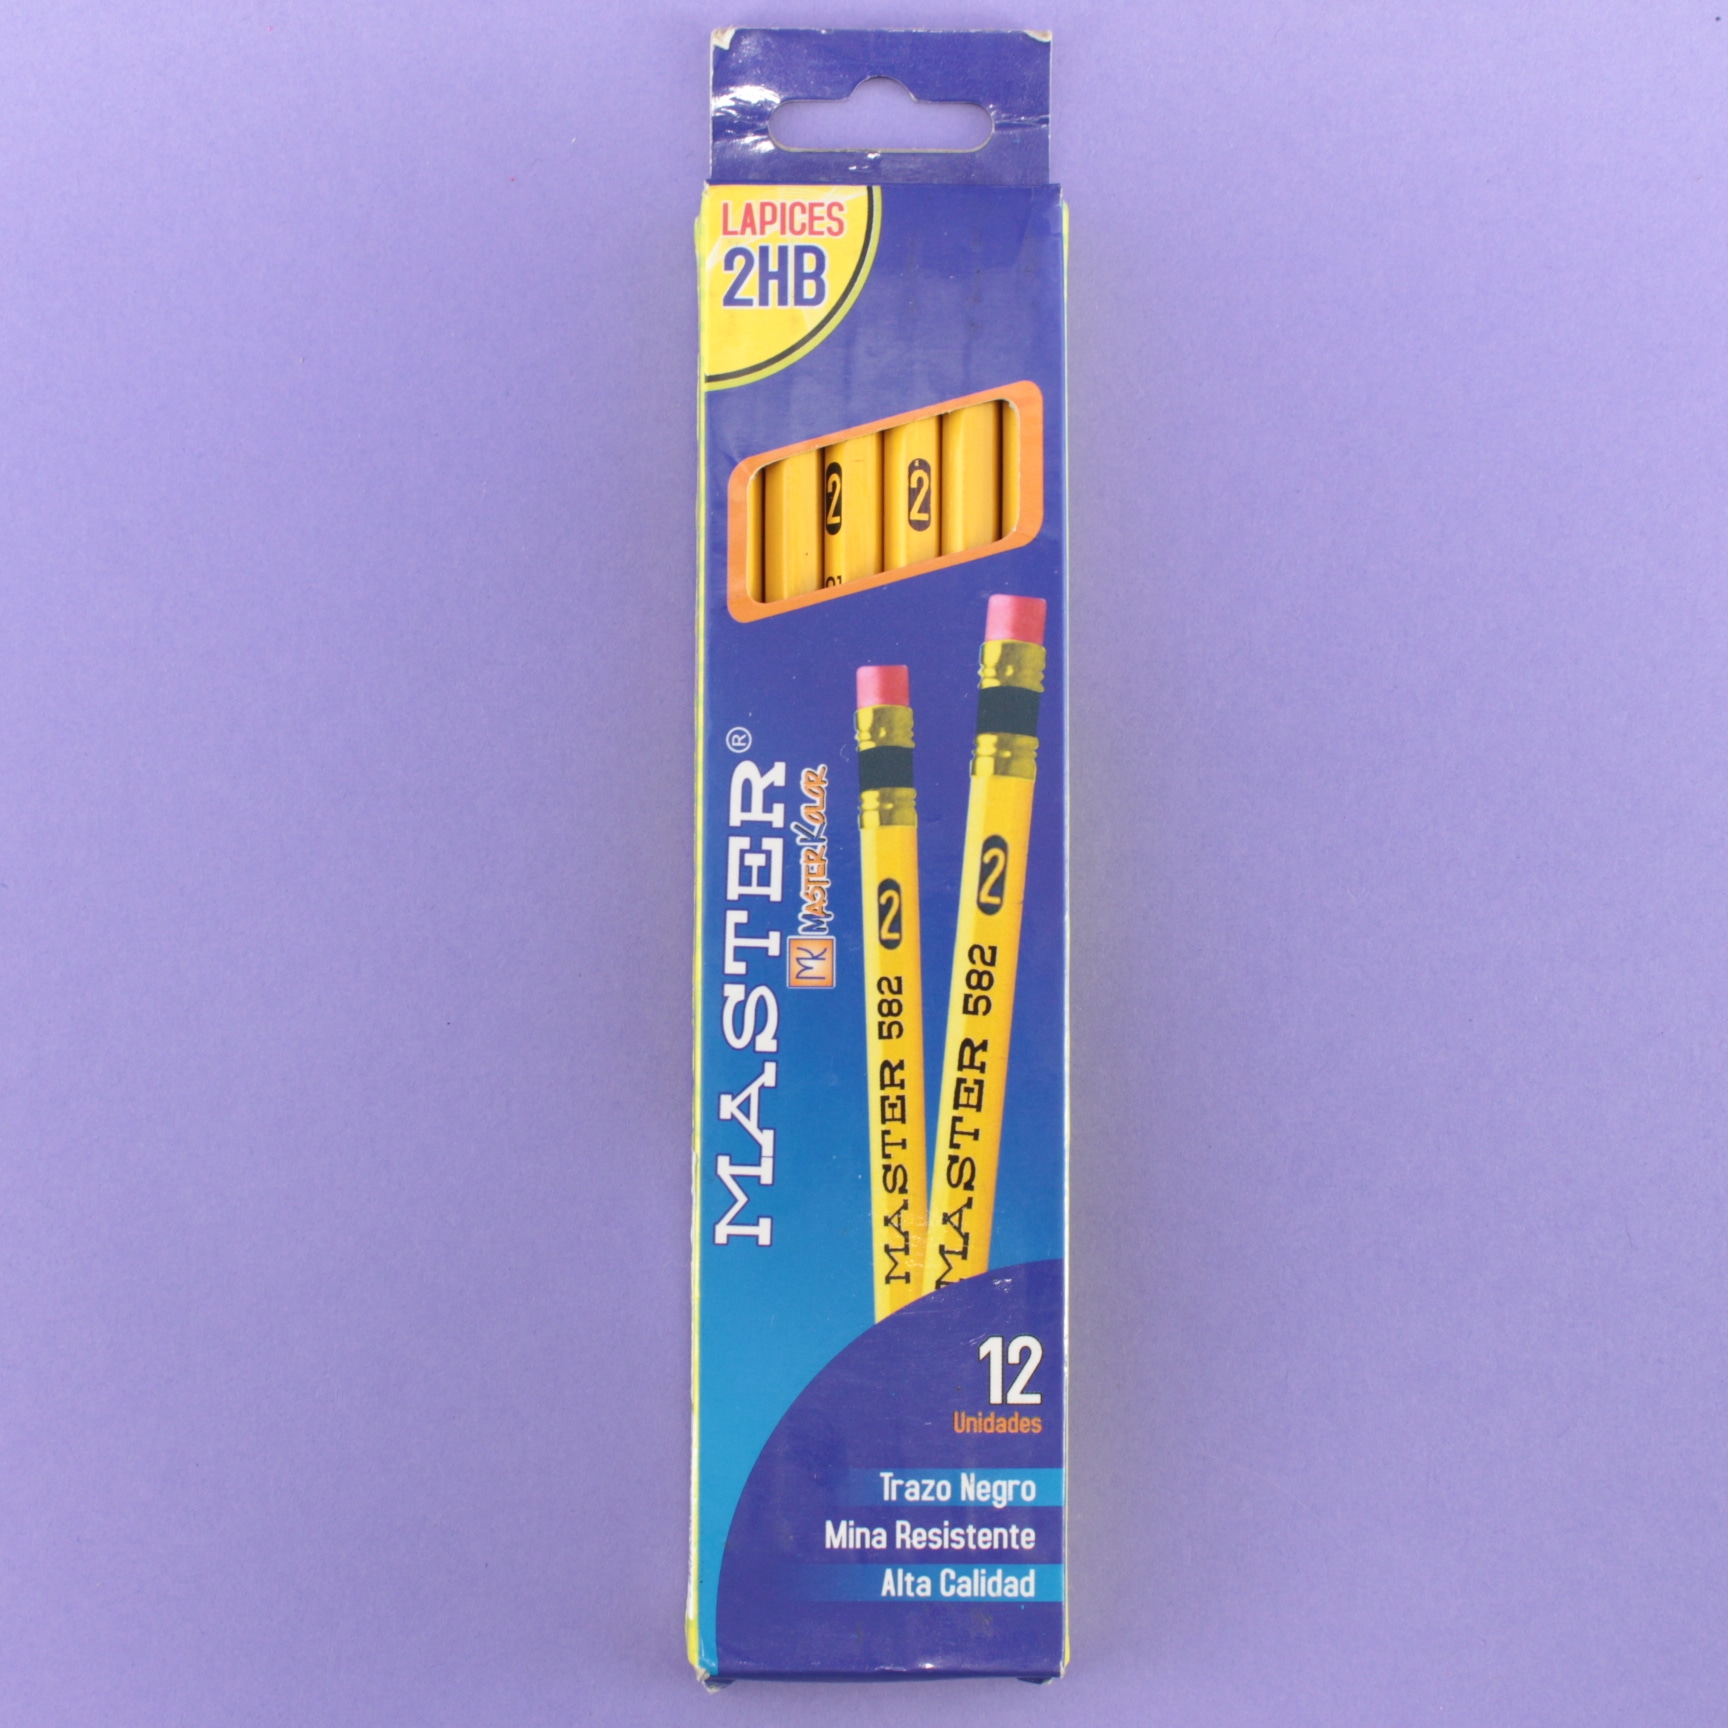 LAPICES
2HB
2
2
MASTER®
MK MASTERKOLOR
MASTER 582 2
MASTER 582 2
12
Unidades
Trazo Negro
Mina Resistente
Alta Calidad